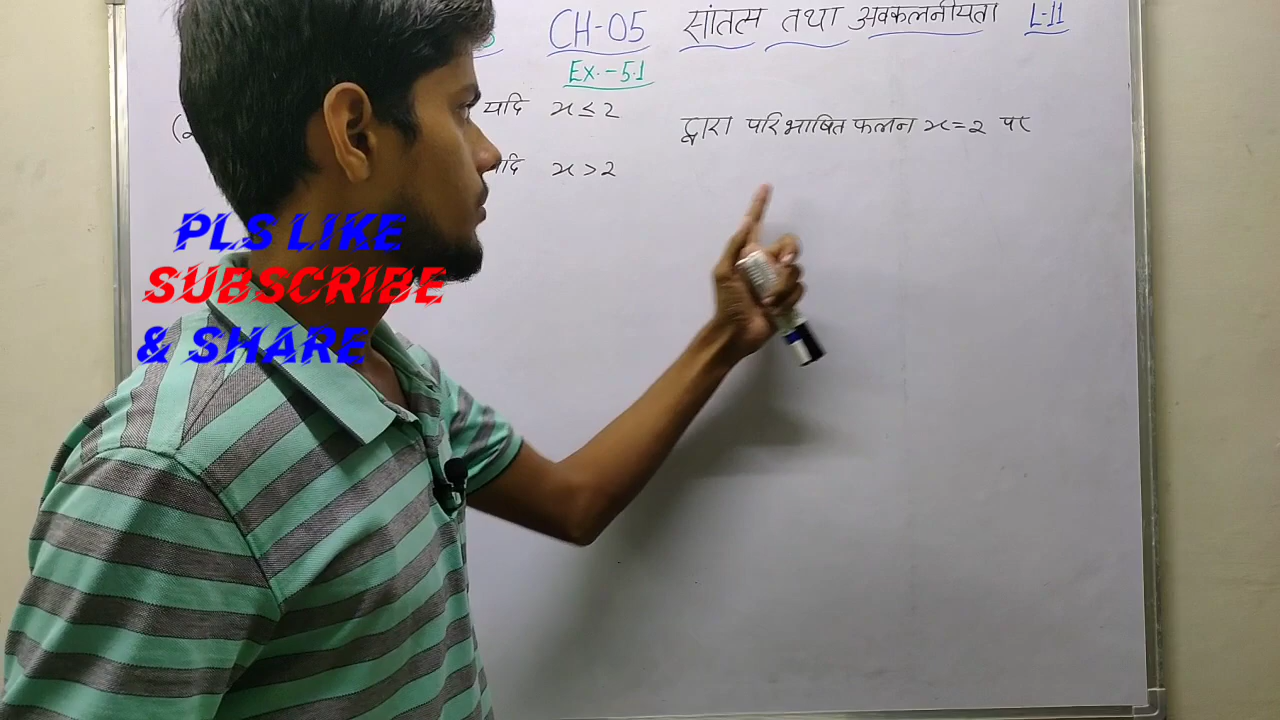 CH-05 सांतत्य तथा अवकलनीयता L-11
Ex.-5.1
यदि x ≤ 2
द्वारा परिभाषित फलन x=2 पर
यदि x > 2
PLS LIKE
SUBSCRIBE
& SHARE